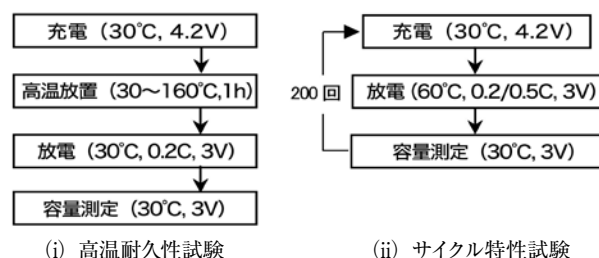 充電 (30℃, 4.2V)
高温放置 (30~160℃,1h)
放電 (30℃, 0.2C, 3V)
容量測定 (30℃, 3V)
(i) 高温耐久性試験
充電 (30℃, 4.2V)
200 回
放電 (60℃, 0.2/0.5C, 3V)
容量測定 (30℃, 3V)
(ii) サイクル特性試験